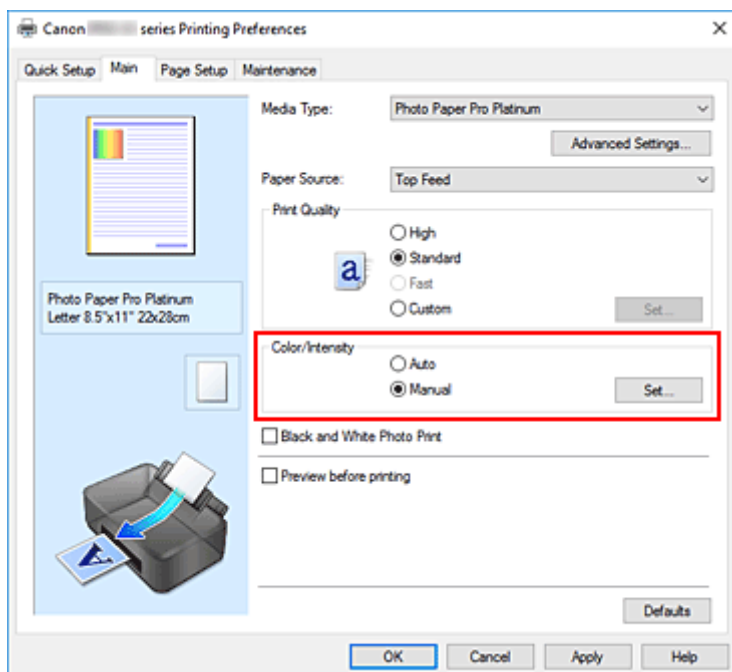 Canon series Printing Preferences
Quick Setup Main Page Setup Maintenance
Media Type: Photo Paper Pro Platinum
Advanced Settings...
Paper Source: Top Feed
Print Quality
High
a
Standard
Fast
Custom Set...
Photo Paper Pro Platinum
Letter 8.5"x11" 22x28cm
Color/Intensity
Auto
Manual Set...
Black and White Photo Print
Preview before printing
A
Defaults
OK Cancel Apply Help